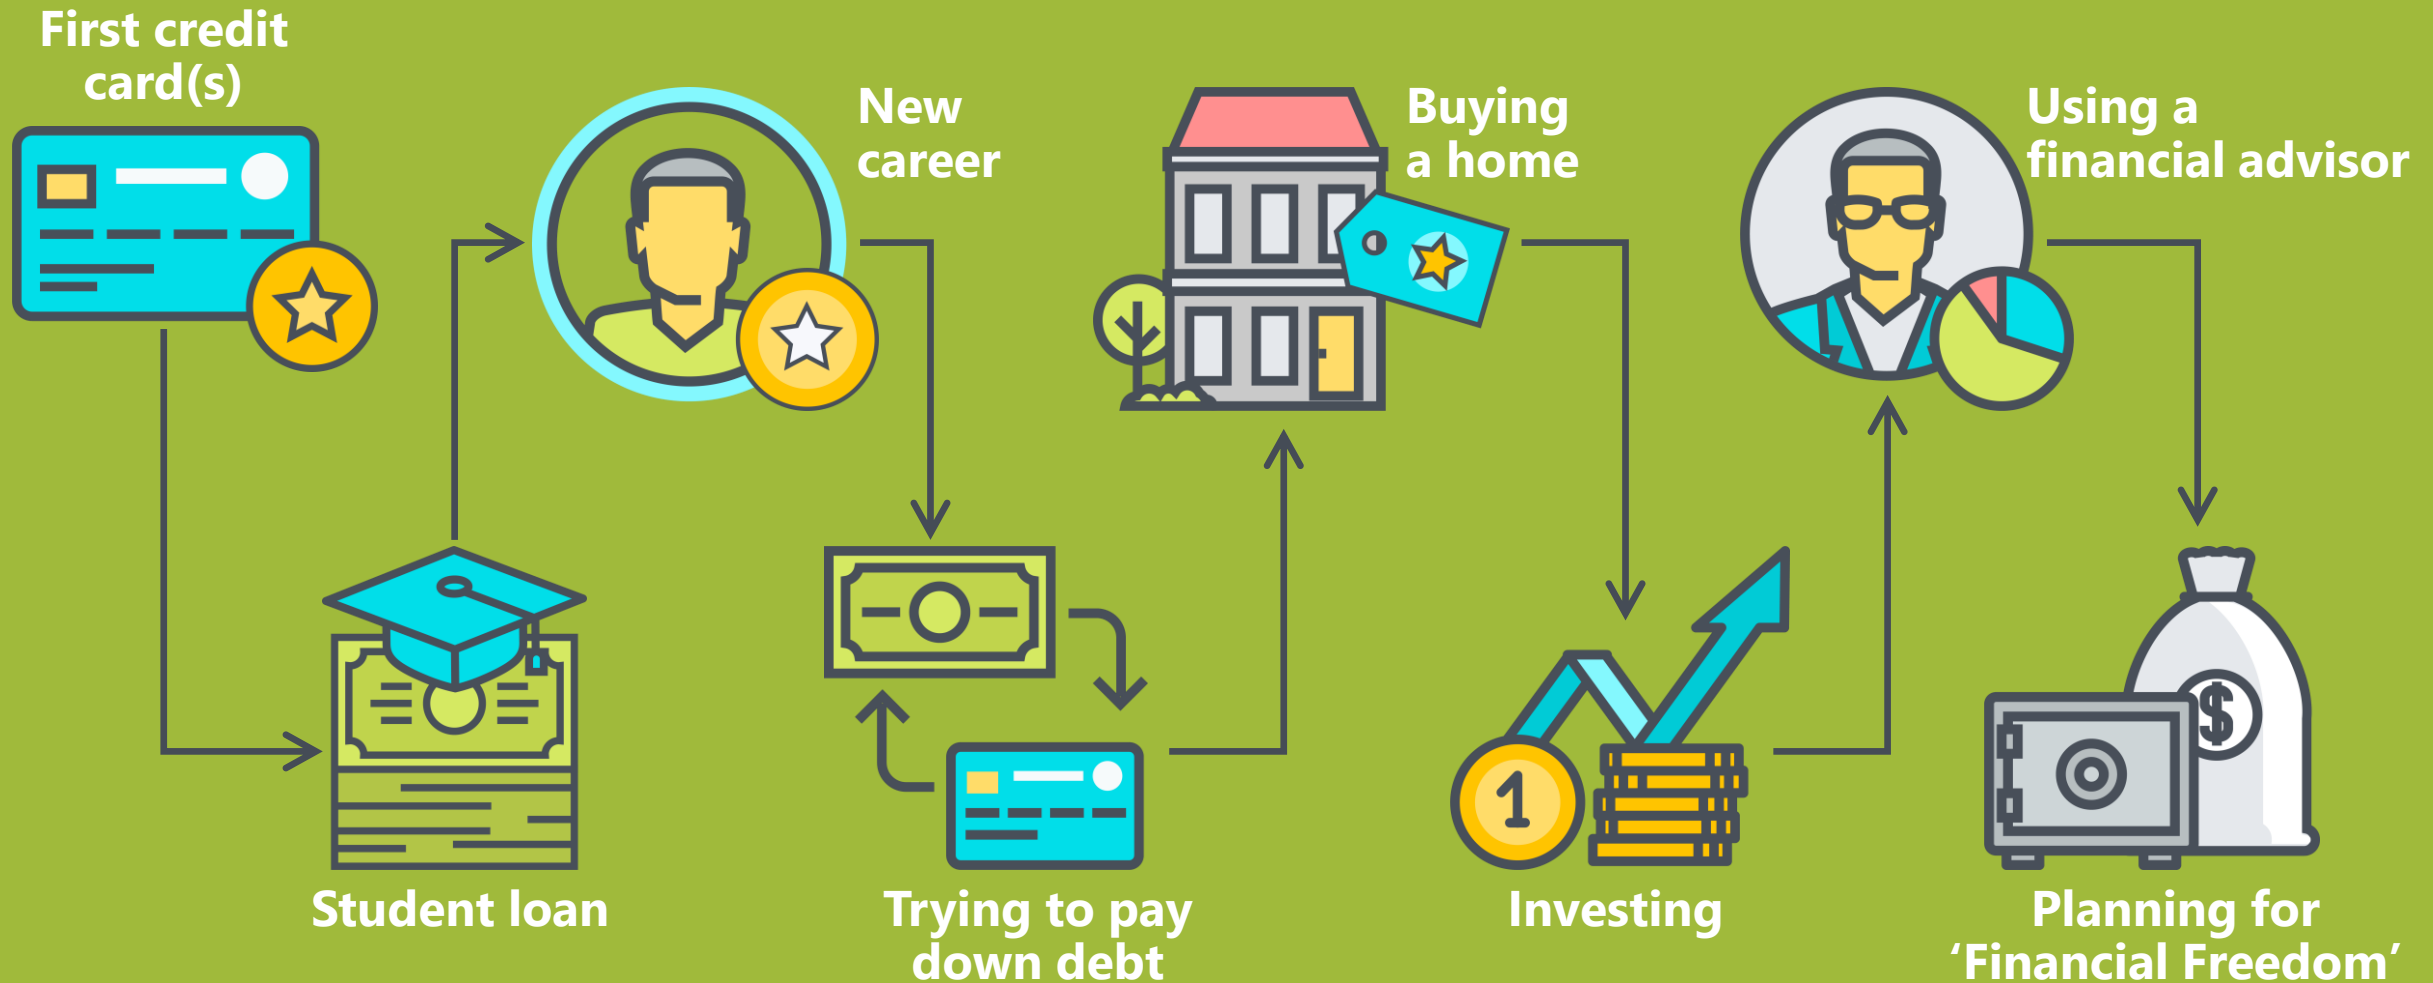 First credit
card(s)
Student loan
New
career
Trying to pay
down debt
Buying
a home
1
Investing
Using a
financial advisor
$
Planning for
‘Financial Freedom’